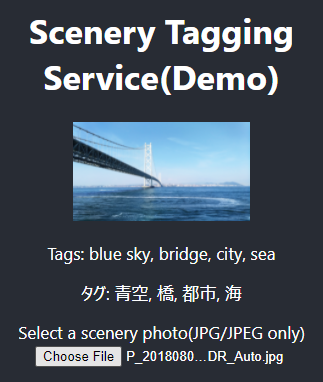 Scenery Tagging
Service(Demo)
Tags: blue sky, bridge, city, sea
タグ: 青空, 橋, 都市, 海
Select a scenery photo(JPG/JPEG only)
Choose File P_2018080...DR_Auto.jpg